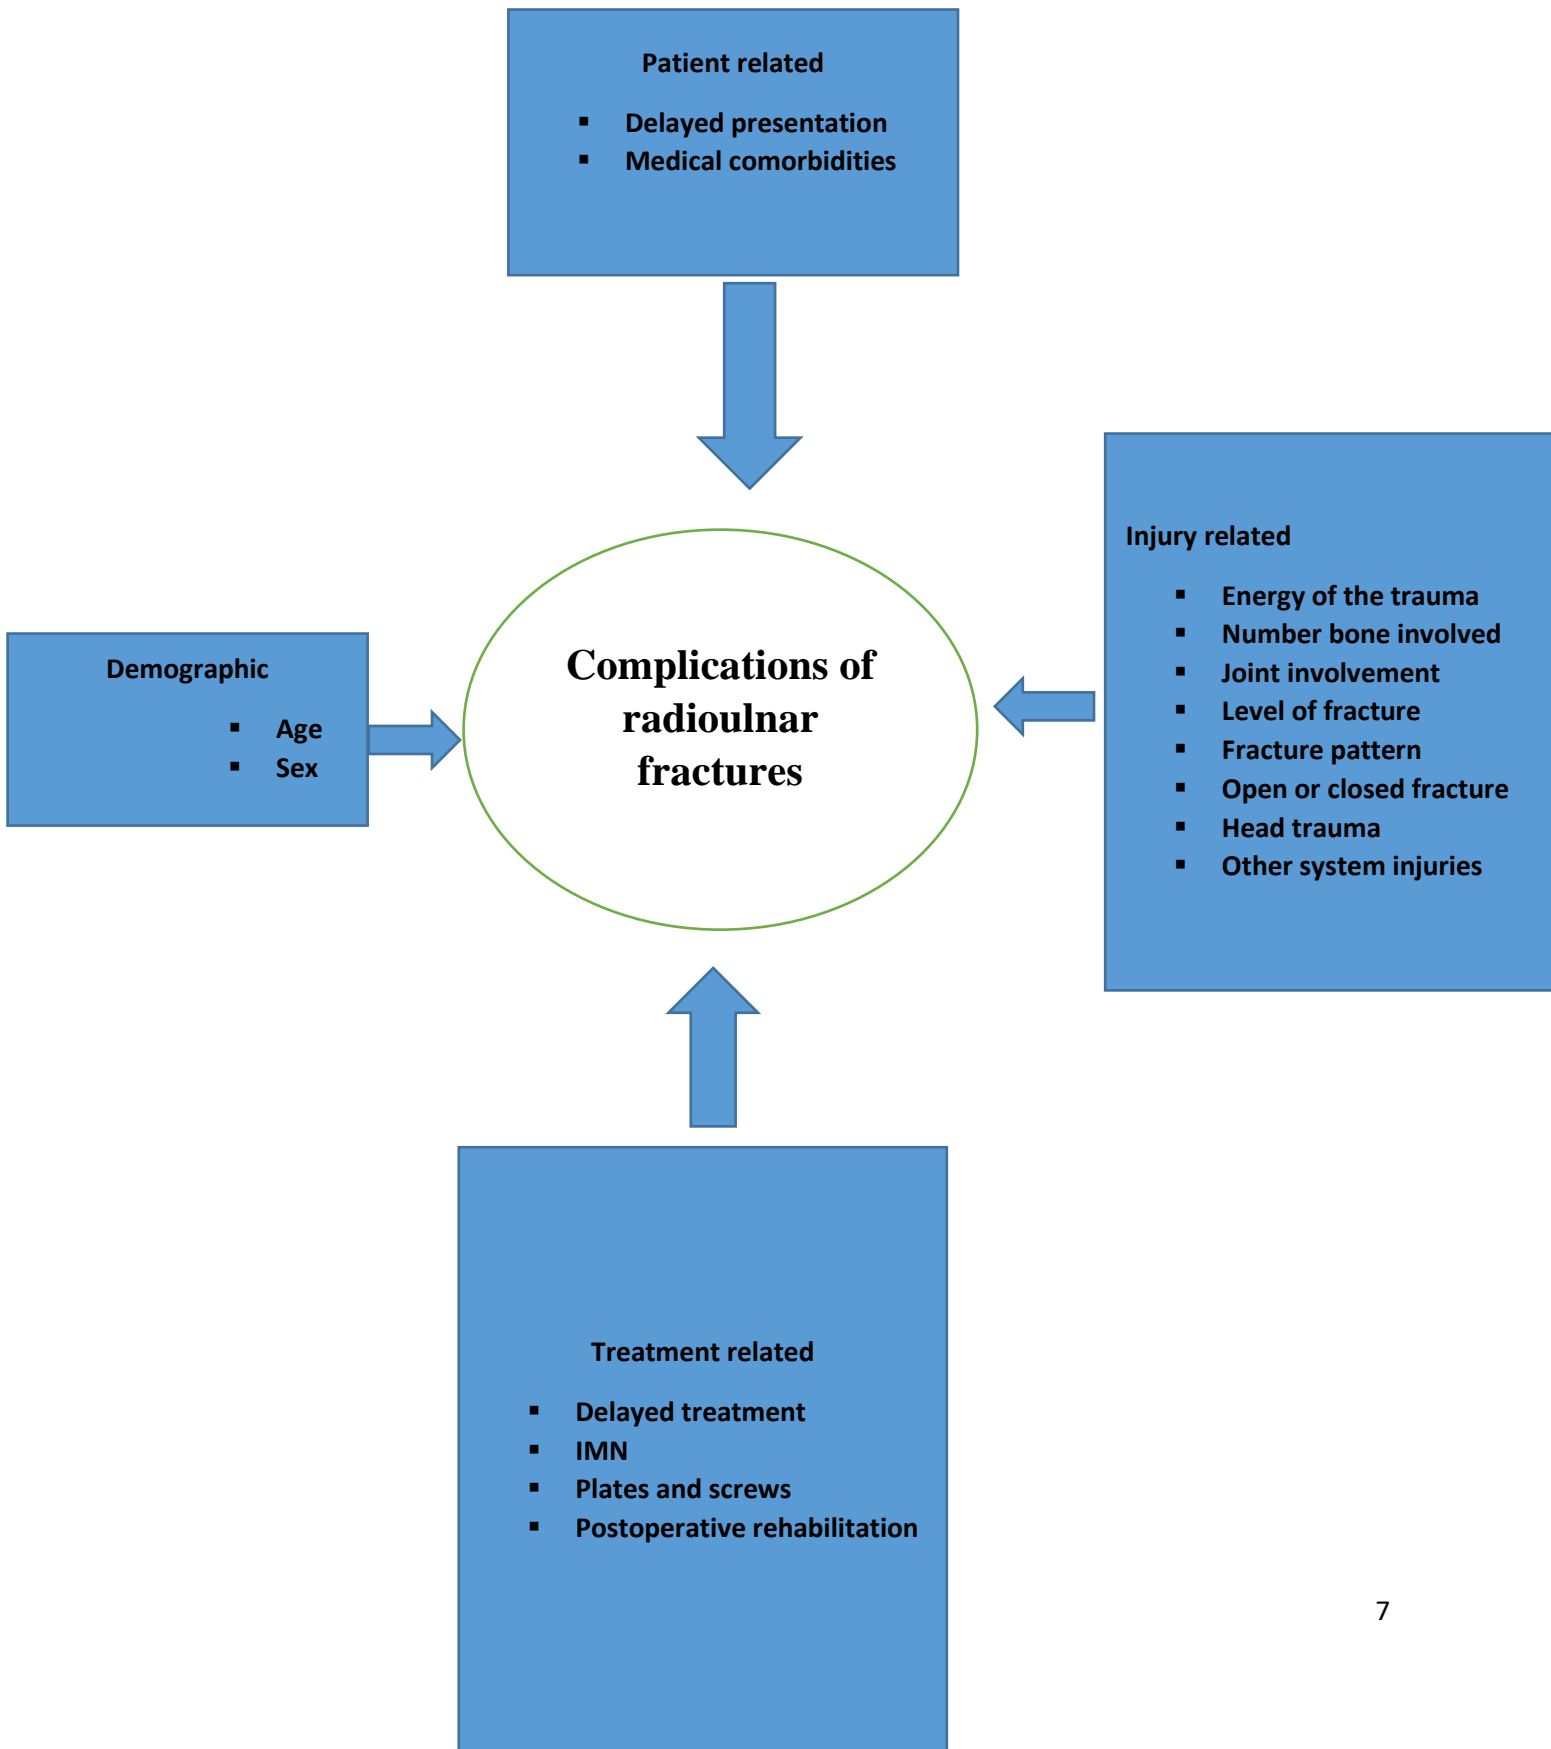 Patient related
▪ Delayed presentation
▪ Medical comorbidities
Injury related
▪ Energy of the trauma
▪ Number bone involved
▪ Joint involvement
▪ Level of fracture
▪ Fracture pattern
▪ Open or closed fracture
▪ Head trauma
▪ Other system injuries
Demographic
▪ Age
▪ Sex
Complications of
radioulnar
fractures
Treatment related
▪ Delayed treatment
▪ IMN
▪ Plates and screws
▪ Postoperative rehabilitation
7